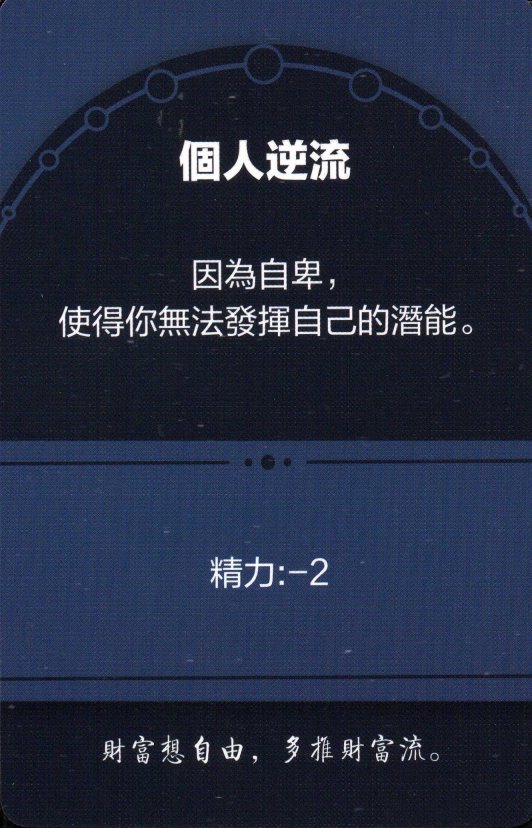 個人逆流
因為自卑，
使得你無法發揮自己的潛能。
精力:-2
財富想自由，多推財富流。